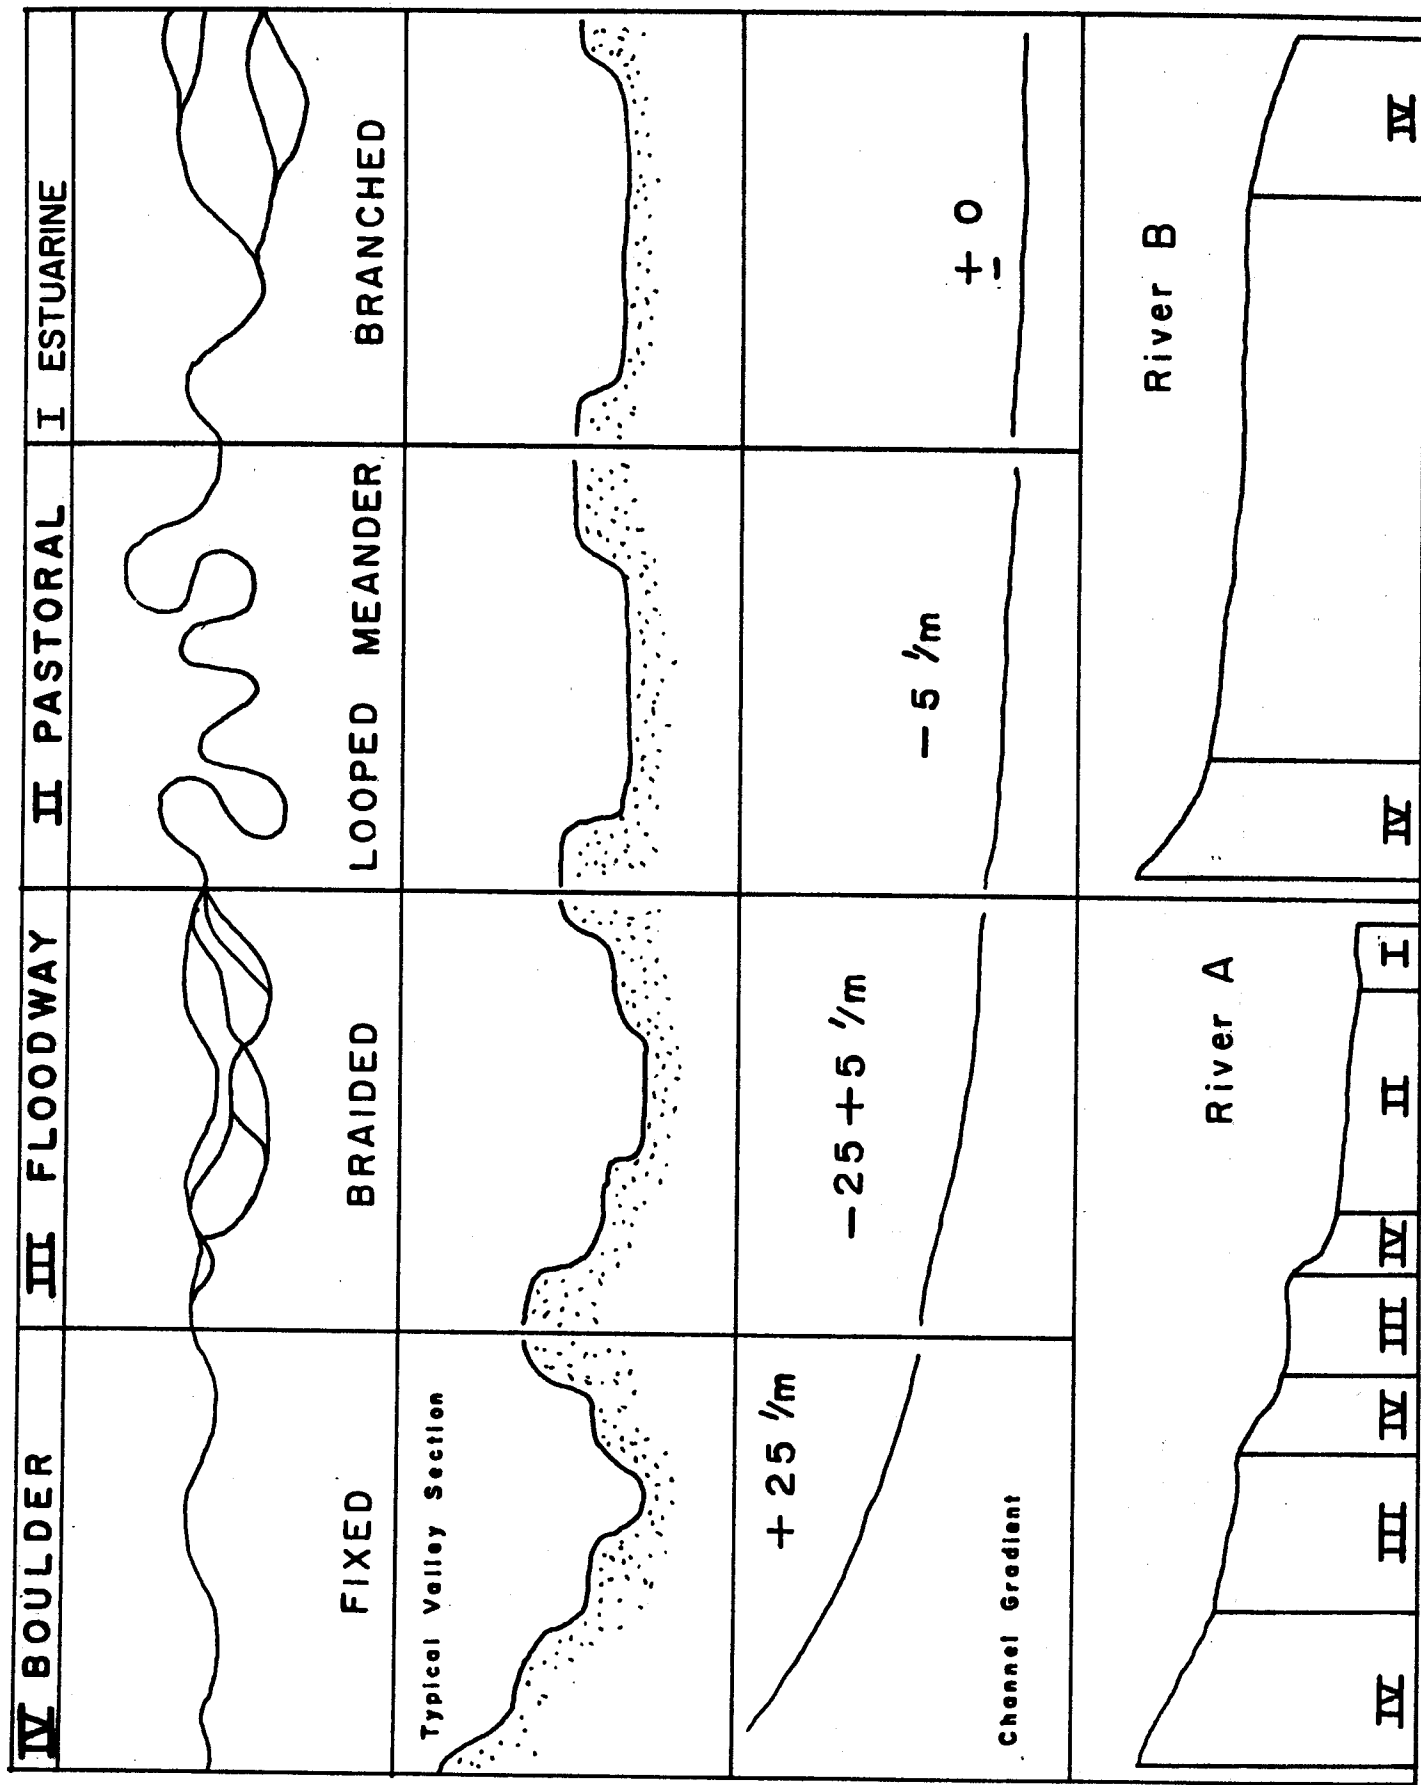 IV BOULDER
III FLOODWAY
II PASTORAL
I ESTUARINE
FIXED
BRAIDED
LOOPED MEANDER
BRANCHED
Typical Valley Section
+ 25 '/m
-25+5 '/m
- 5 '/m
± 0
Channel Gradient
River A
River B
IV
III
IV
III
IV
II
I
IV
IV